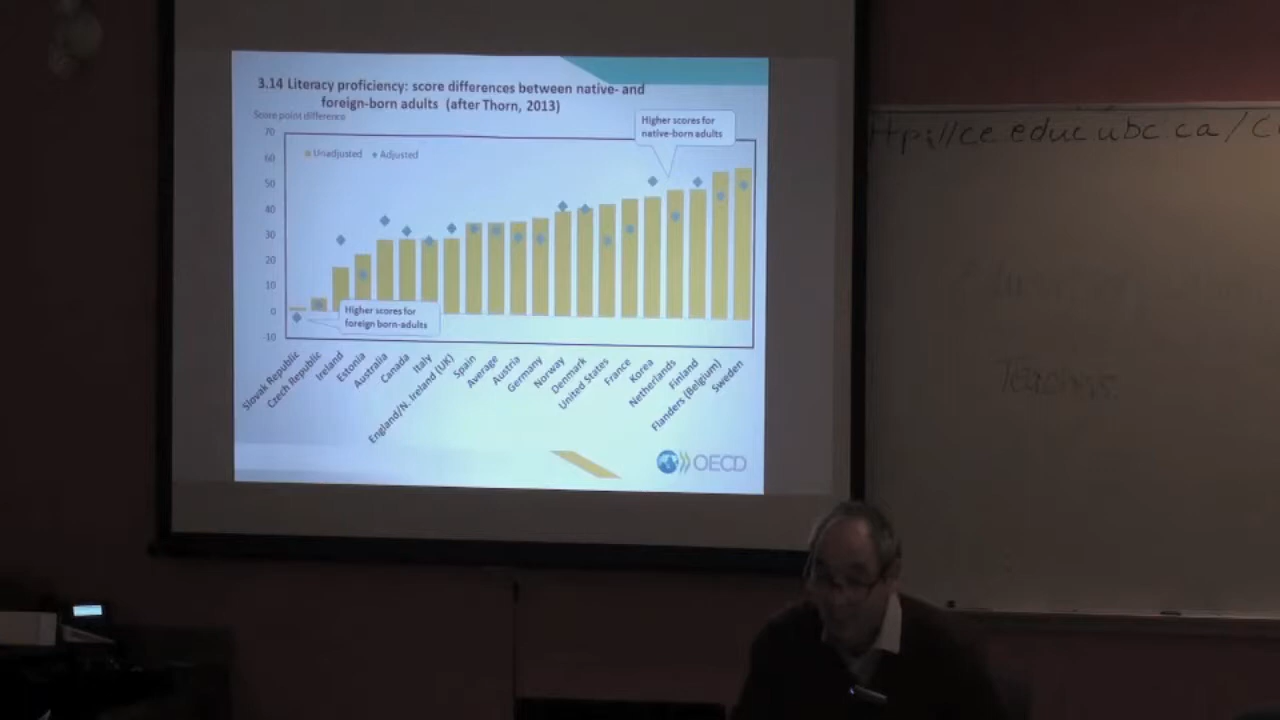 3.14 Literacy proficiency: score differences between native- and
foreign-born adults (after Thorn, 2013)
Score point difference
70
60
50
40
30
20
10
0
-10
Unadjusted Adjusted
Higher scores for
native-born adults
Higher scores for
foreign born-adults
Slovak Republic
Czech Republic
Ireland
Estonia
Australia
Canada
Italy
England/N. Ireland (UK)
Spain
Average
Austria
Germany
Norway
Denmark
United States
France
Korea
Netherlands
Finland
Flanders (Belgium)
Sweden
OECD
ttp://ce.educ.ubc.ca/C
Teachers